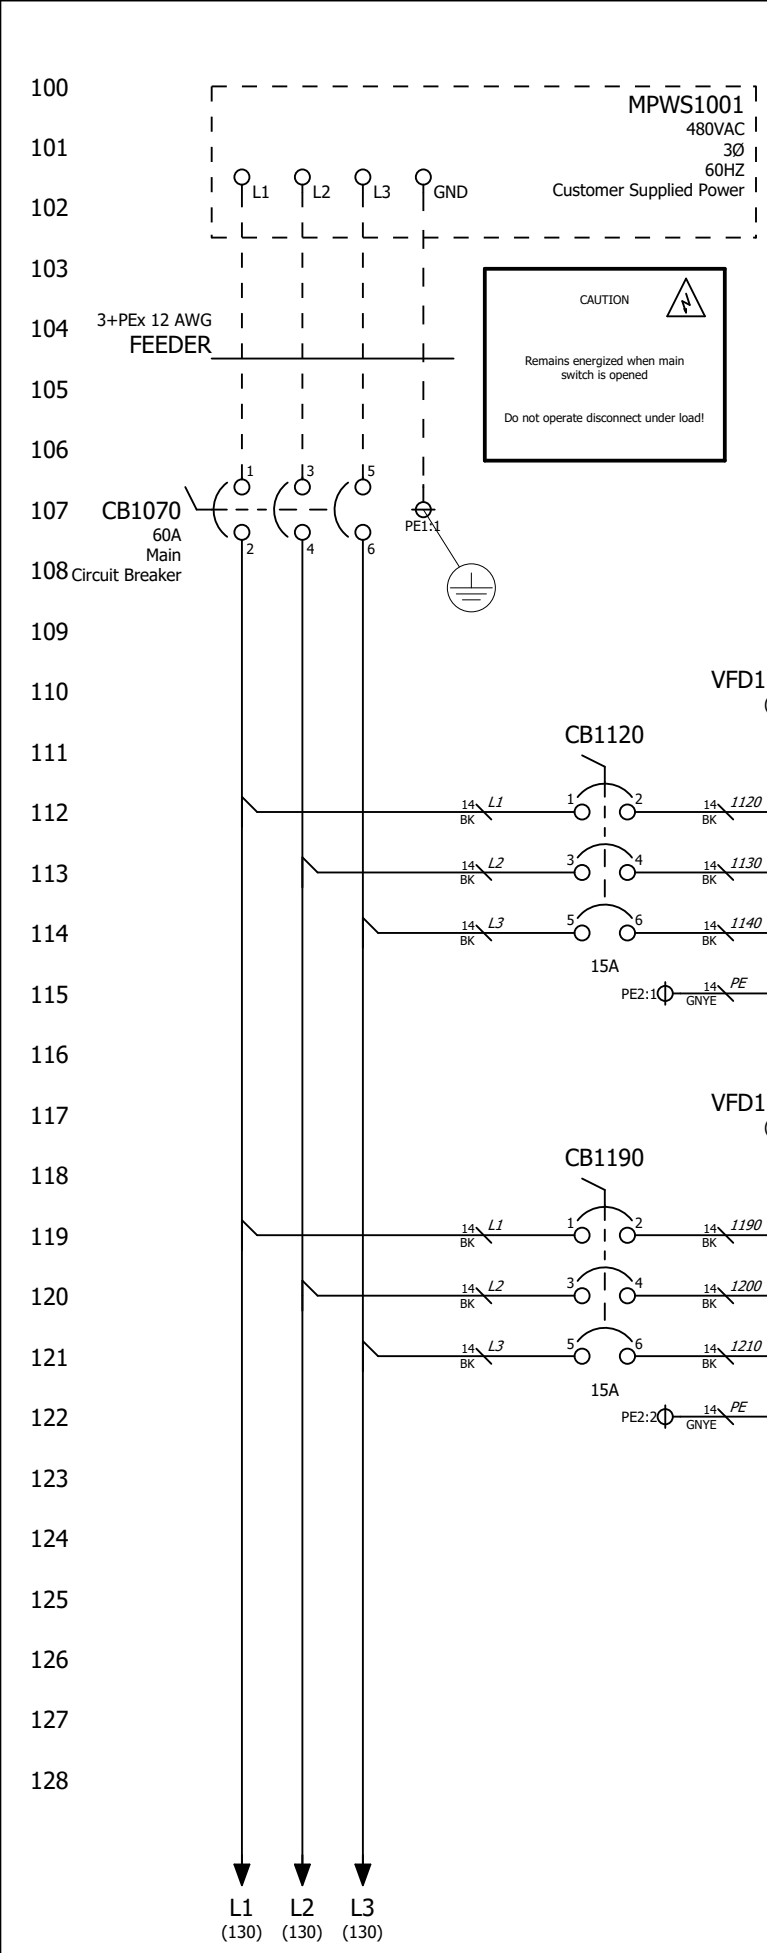 100
MPWS1001
480VAC
101
3Ø
60HZ
L1 L2 L3 GND
Customer Supplied Power
102
103
CAUTION
3+PEx 12 AWG
104
FEEDER
Remains energized when main
switch is opened
105
Do not operate disconnect under load!
106
1 3 5
107
CB1070
PE1:1
60A
2 4 6
Main
108
Circuit Breaker
109
VFD1
110
(
CB1120
111
112
14 L1 1 2 14 1120
BK BK
113
14 L2 3 4 14 1130
BK BK
114
14 L3 5 6 14 1140
BK BK
15A
115
PE2:1 14 PE
GNYE
116
VFD1
117
(
CB1190
118
119
14 L1 1 2 14 1190
BK BK
120
14 L2 3 4 14 1200
BK BK
121
14 L3 5 6 14 1210
BK BK
15A
122
PE2:2 14 PE
GNYE
123
124
125
126
127
128
L1 L2 L3
(130) (130) (130)